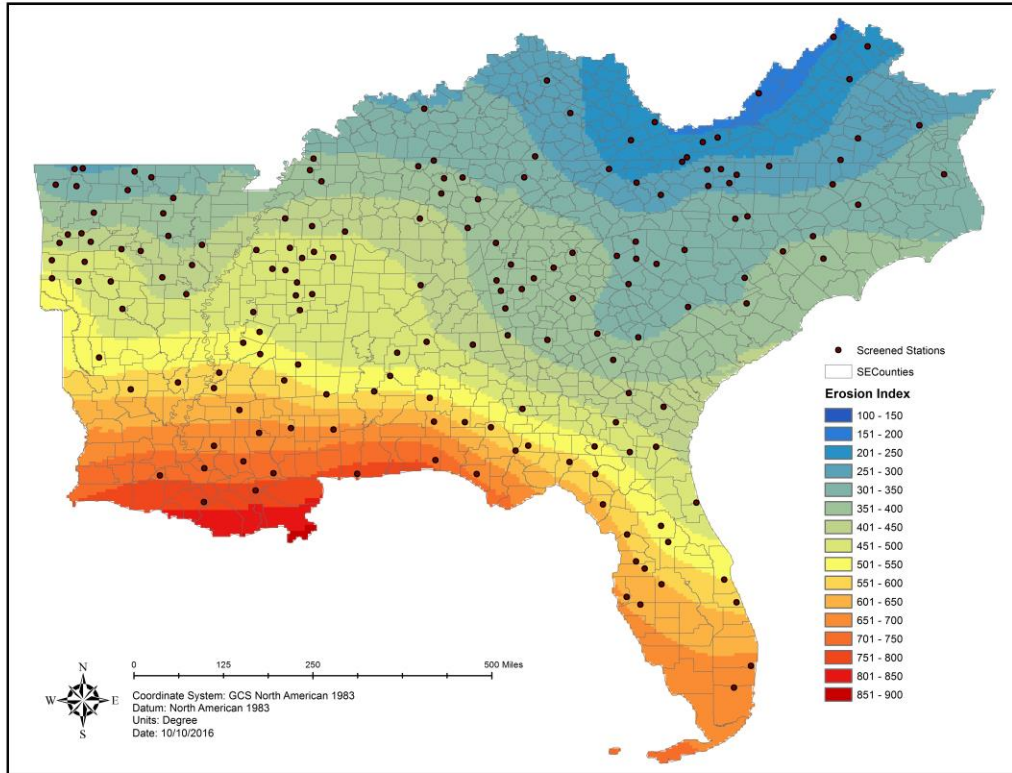 Screened Stations
SECounties
Erosion Index
100 - 150
151 - 200
201 - 250
251 - 300
301 - 350
351 - 400
401 - 450
451 - 500
501 - 550
551 - 600
601 - 650
651 - 700
701 - 750
751 - 800
801 - 850
851 - 900
0 125 250 500 Miles
N
W E
S
Coordinate System: GCS North American 1983
Datum: North American 1983
Units: Degree
Date: 10/10/2016